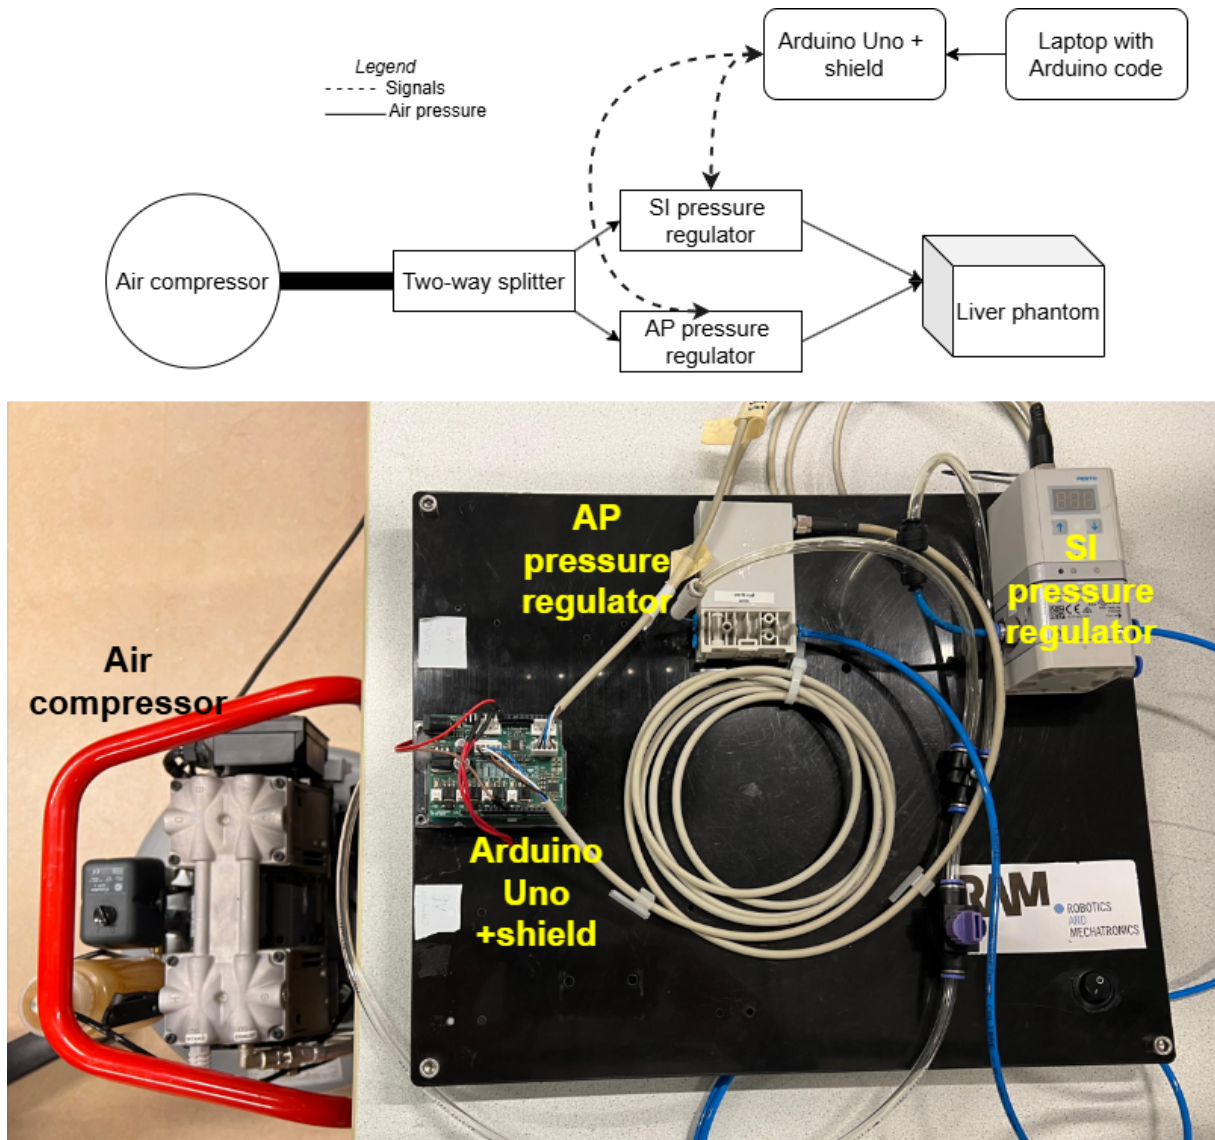 Legend
Signals
Air pressure
Arduino Uno +
shield
Laptop with
Arduino code
SI pressure
regulator
Air compressor
Two-way splitter
AP pressure
regulator
Liver phantom
AP
pressure
regulator
SI
pressure
regulator
Air
compressor
Arduino
Uno
+shield
FESTO
RAM
ROBOTICS
AND
MECHATRONICS